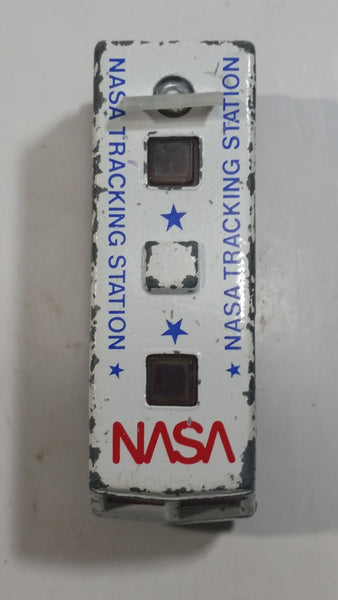 NASA TRACKING STATION ★
★ NASA TRACKING STATION
NASA